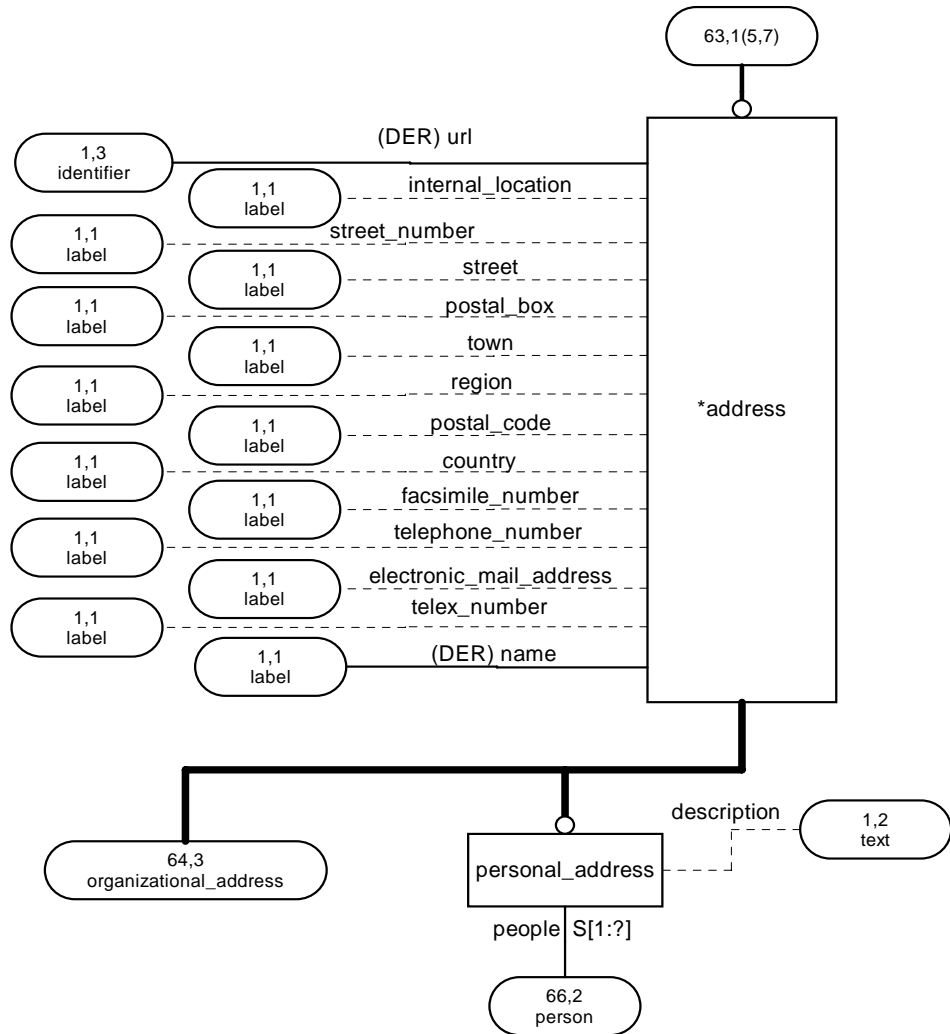 63,1(5,7)
(DER) url
1,3
identifier
internal_location
1,1
label
street_number
1,1
label
street
1,1
label
postal_box
1,1
label
town
1,1
label
region
1,1
label
*address
postal_code
1,1
label
country
1,1
label
facsimile_number
1,1
label
telephone_number
1,1
label
electronic_mail_address
1,1
label
telex_number
1,1
label
(DER) name
1,1
label
description
1,2
text
64,3
organizational_address
personal_address
people S[1:?]
66,2
person